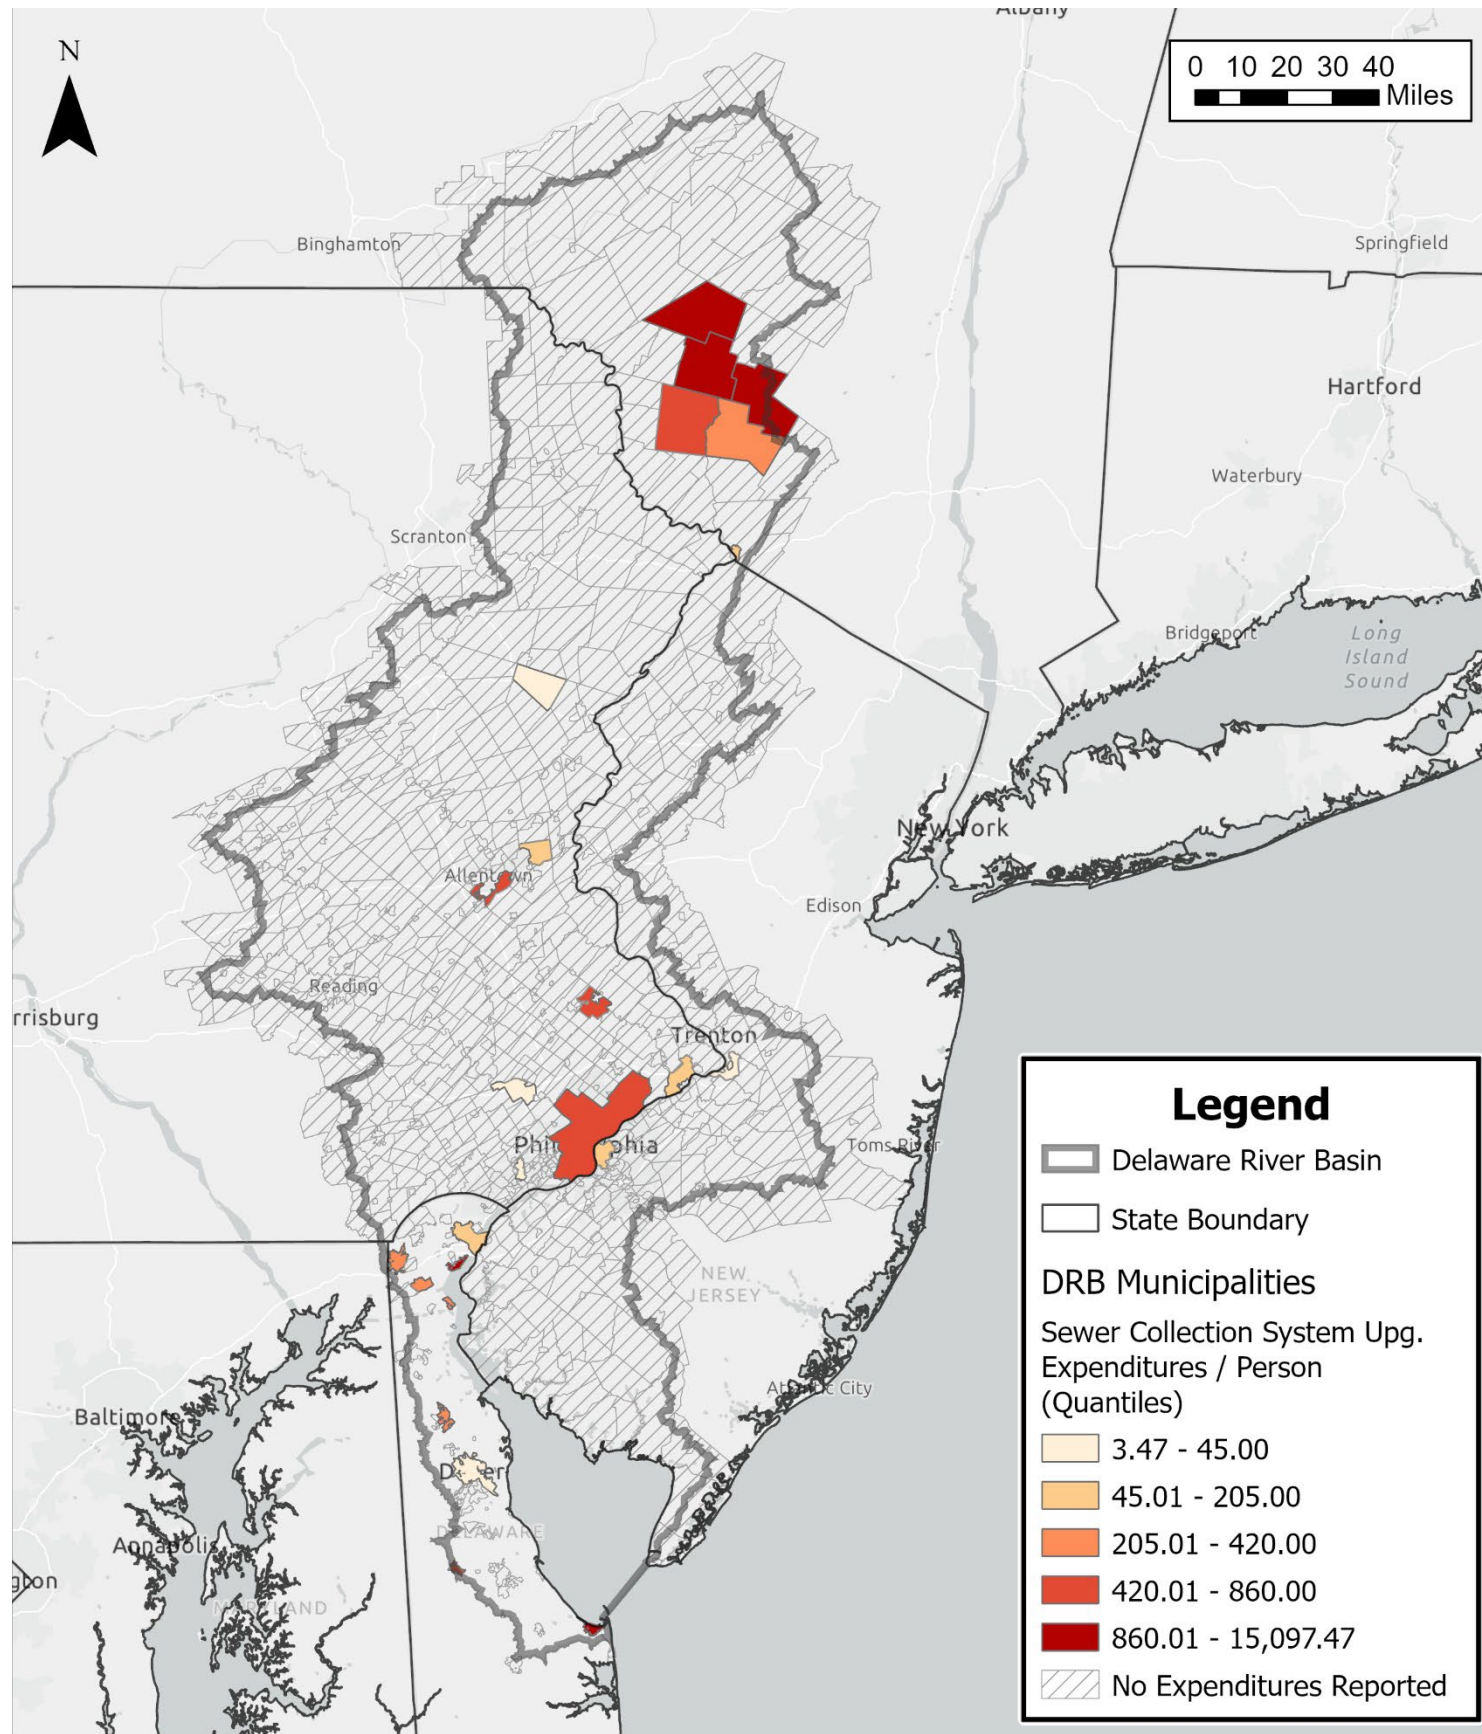 Albany
N
0 10 20 30 40
Miles
Binghamton
Springfield
Hartford
Waterbury
Scranton
Bridgeport
Long
Island
Sound
New York
Allentown
Edison
Reading
rrisburg
Trenton
Philadelphia
Toms River
NEW
JERSEY
Atlantic City
Baltimore
Dover
DELAWARE
Annapolis
gton
MARYLAND
Legend
Delaware River Basin
State Boundary
DRB Municipalities
Sewer Collection System Upg.
Expenditures / Person
(Quantiles)
3.47 - 45.00
45.01 - 205.00
205.01 - 420.00
420.01 - 860.00
860.01 - 15,097.47
No Expenditures Reported